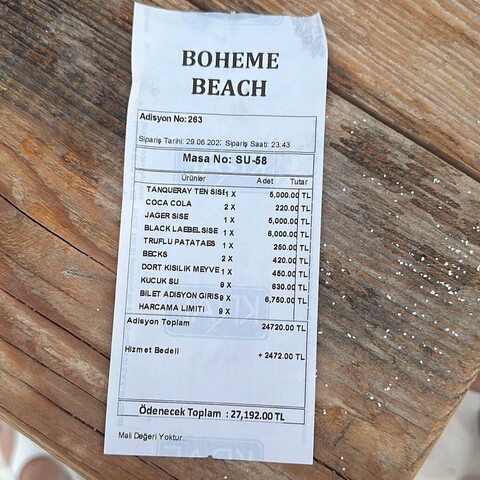 BOHEME
BEACH
Adisyon No: 263
Sipariş Tarihi: 29.06.202 Sipariş Saati: 23:43
Masa No: SU-58
Ürünler Adet Tutar
TANQUERAY TEN SISE 1 X 5,000.00 TL
COCA COLA 2 X 220.00 TL
JAGER SISE 1 X 5,000.00 TL
BLACK LAEBEL SISE 1 X 6,000.00 TL
TRUFLU PATATAES 1 X 250.00 TL
BECKS 2 X 420.00 TL
DORT KISILIK MEYVE 1 X 450.00 TL
KUCUK SU 9 X 630.00 TL
BILET ADISYON GIRIS 9 X 6,750.00 TL
HARCAMA LIMITI 9 X
Adisyon Toplam 24720.00 TL
Hizmet Bedeli + 2472.00 TL
Ödenecek Toplam : 27,192.00 TL
Mali Değeri Yoktur.